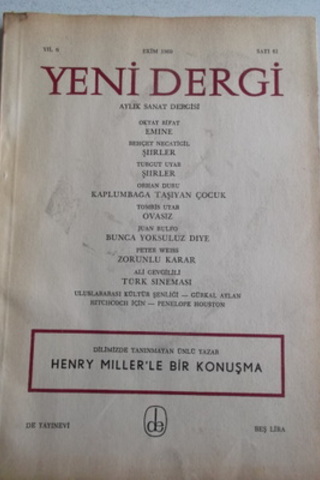 YIL 6 EKİM 1969 SAYI 61
YENİ DERGİ
AYLIK SANAT DERGİSİ
OKTAY RİFAT
EMİNE
BEHÇET NECATİGİL
ŞİİRLER
TURGUT UYAR
ŞİİRLER
ORHAN DURU
KAPLUMBAĞA TAŞIYAN ÇOCUK
TOMRİS UYAR
OVASIZ
JUAN RULFO
BUNCA YOKSULUZ DİYE
PETER WEISS
ZORUNLU KARAR
ALİ GEVGİLİLİ
TÜRK SİNEMASI
ULUSLARARASI KÜLTÜR ŞENLİĞİ — GÜRKAL AYLAN
HITCHCOCK İÇİN — PENELOPE HOUSTON
DİLİMİZDE TANINMAYAN ÜNLÜ YAZAR
HENRY MILLER'LE BİR KONUŞMA
DE YAYINEVİ de BEŞ LİRA